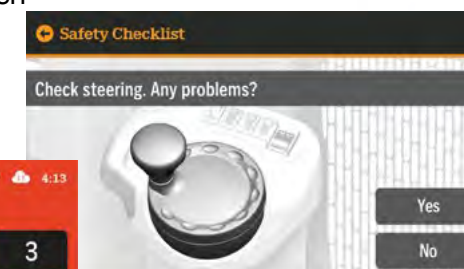 Safety Checklist
Check steering. Any problems?
4:13
Yes
3
No